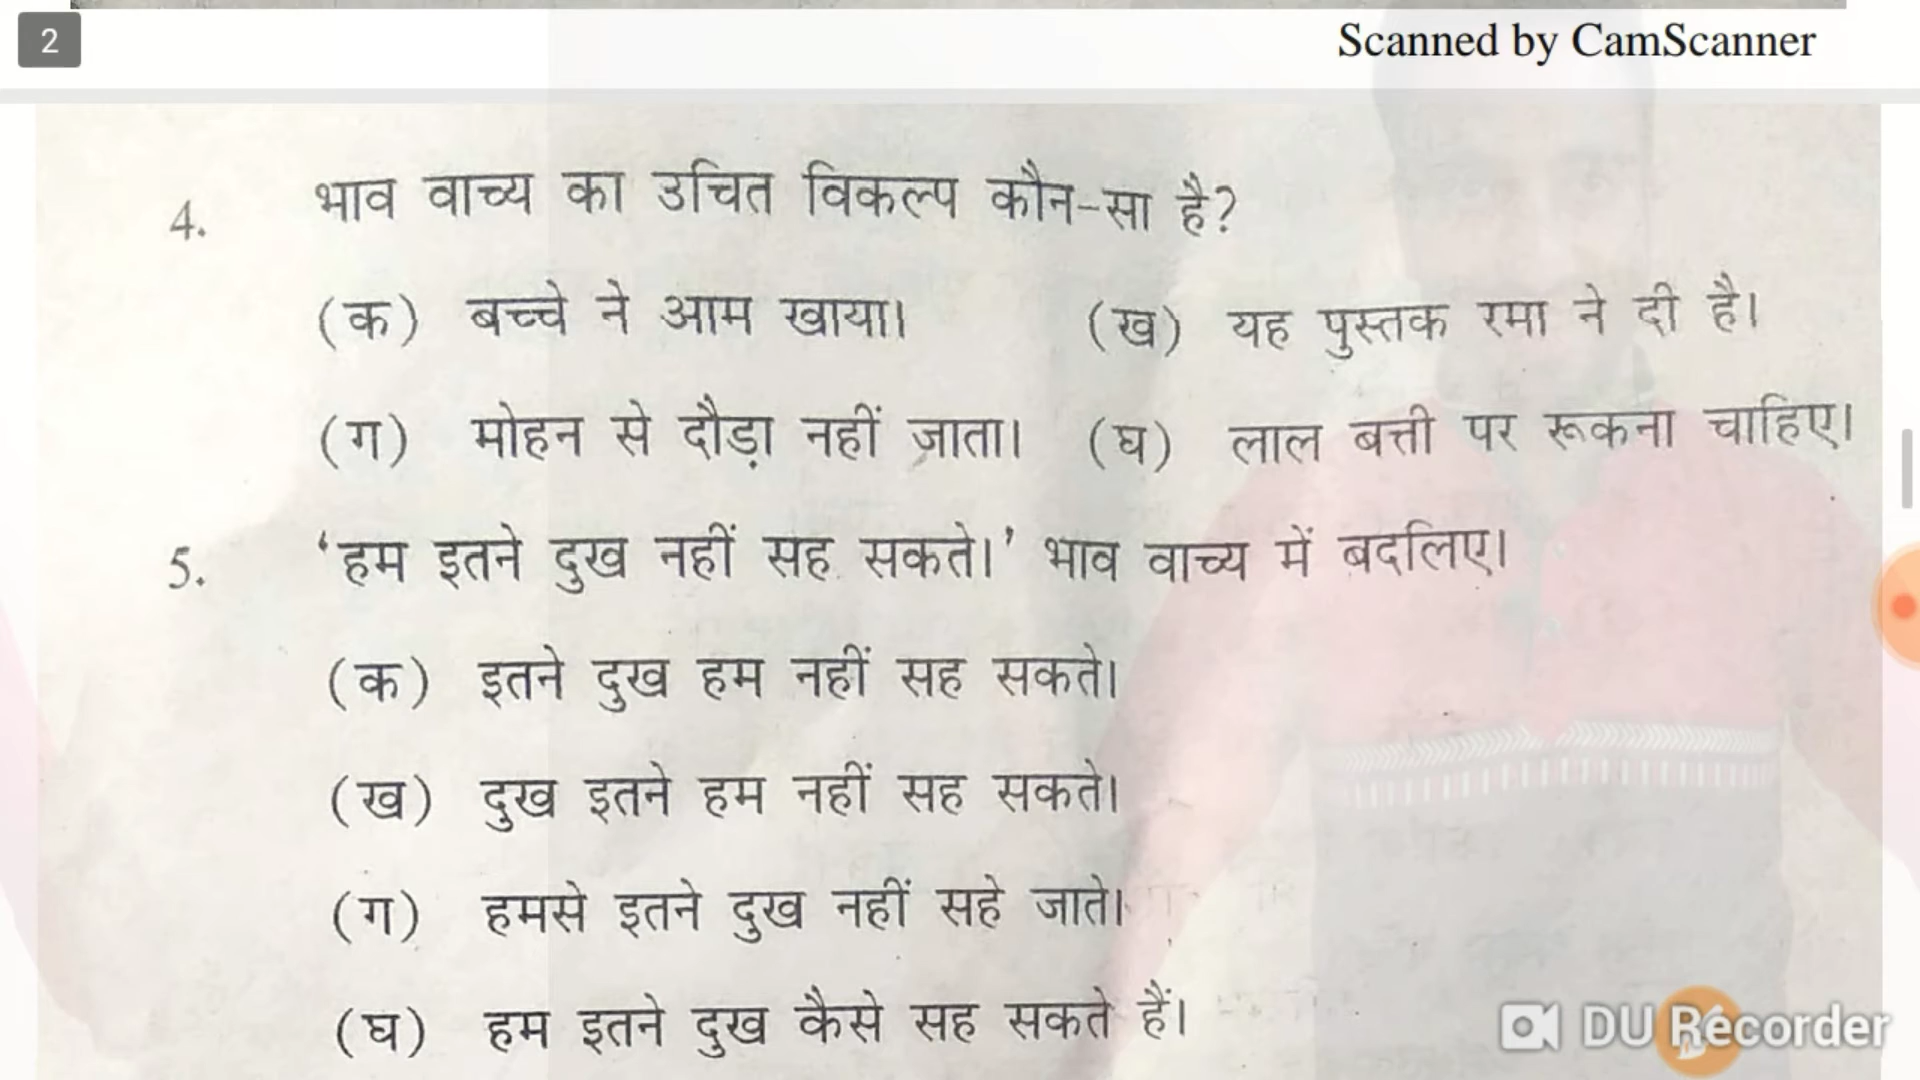 2
Scanned by CamScanner
4. भाव वाच्य का उचित विकल्प कौन-सा है?
(क) बच्चे ने आम खाया। (ख) यह पुस्तक रमा ने दी है।
(ग) मोहन से दौड़ा नहीं जाता। (घ) लाल बत्ती पर रूकना चाहिए।
5. ‘हम इतने दुख नहीं सह सकते।’ भाव वाच्य में बदलिए।
(क) इतने दुख हम नहीं सह सकते।
(ख) दुख इतने हम नहीं सह सकते।
(ग) हमसे इतने दुख नहीं सहे जाते।
(घ) हम इतने दुख कैसे सह सकते हैं।
DU Recorder